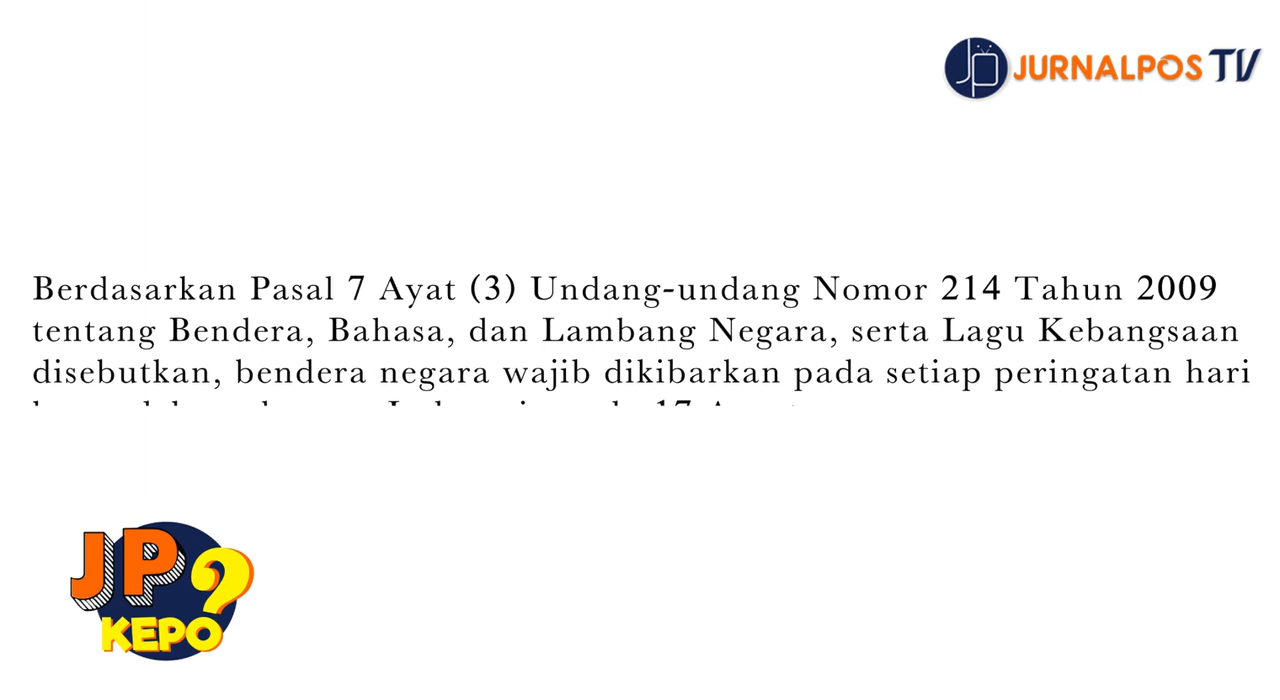 JURNALPOS TV
Berdasarkan Pasal 7 Ayat (3) Undang-undang Nomor 214 Tahun 2009
tentang Bendera, Bahasa, dan Lambang Negara, serta Lagu Kebangsaan
disebutkan, bendera negara wajib dikibarkan pada setiap peringatan hari
17
JP
KEPO?